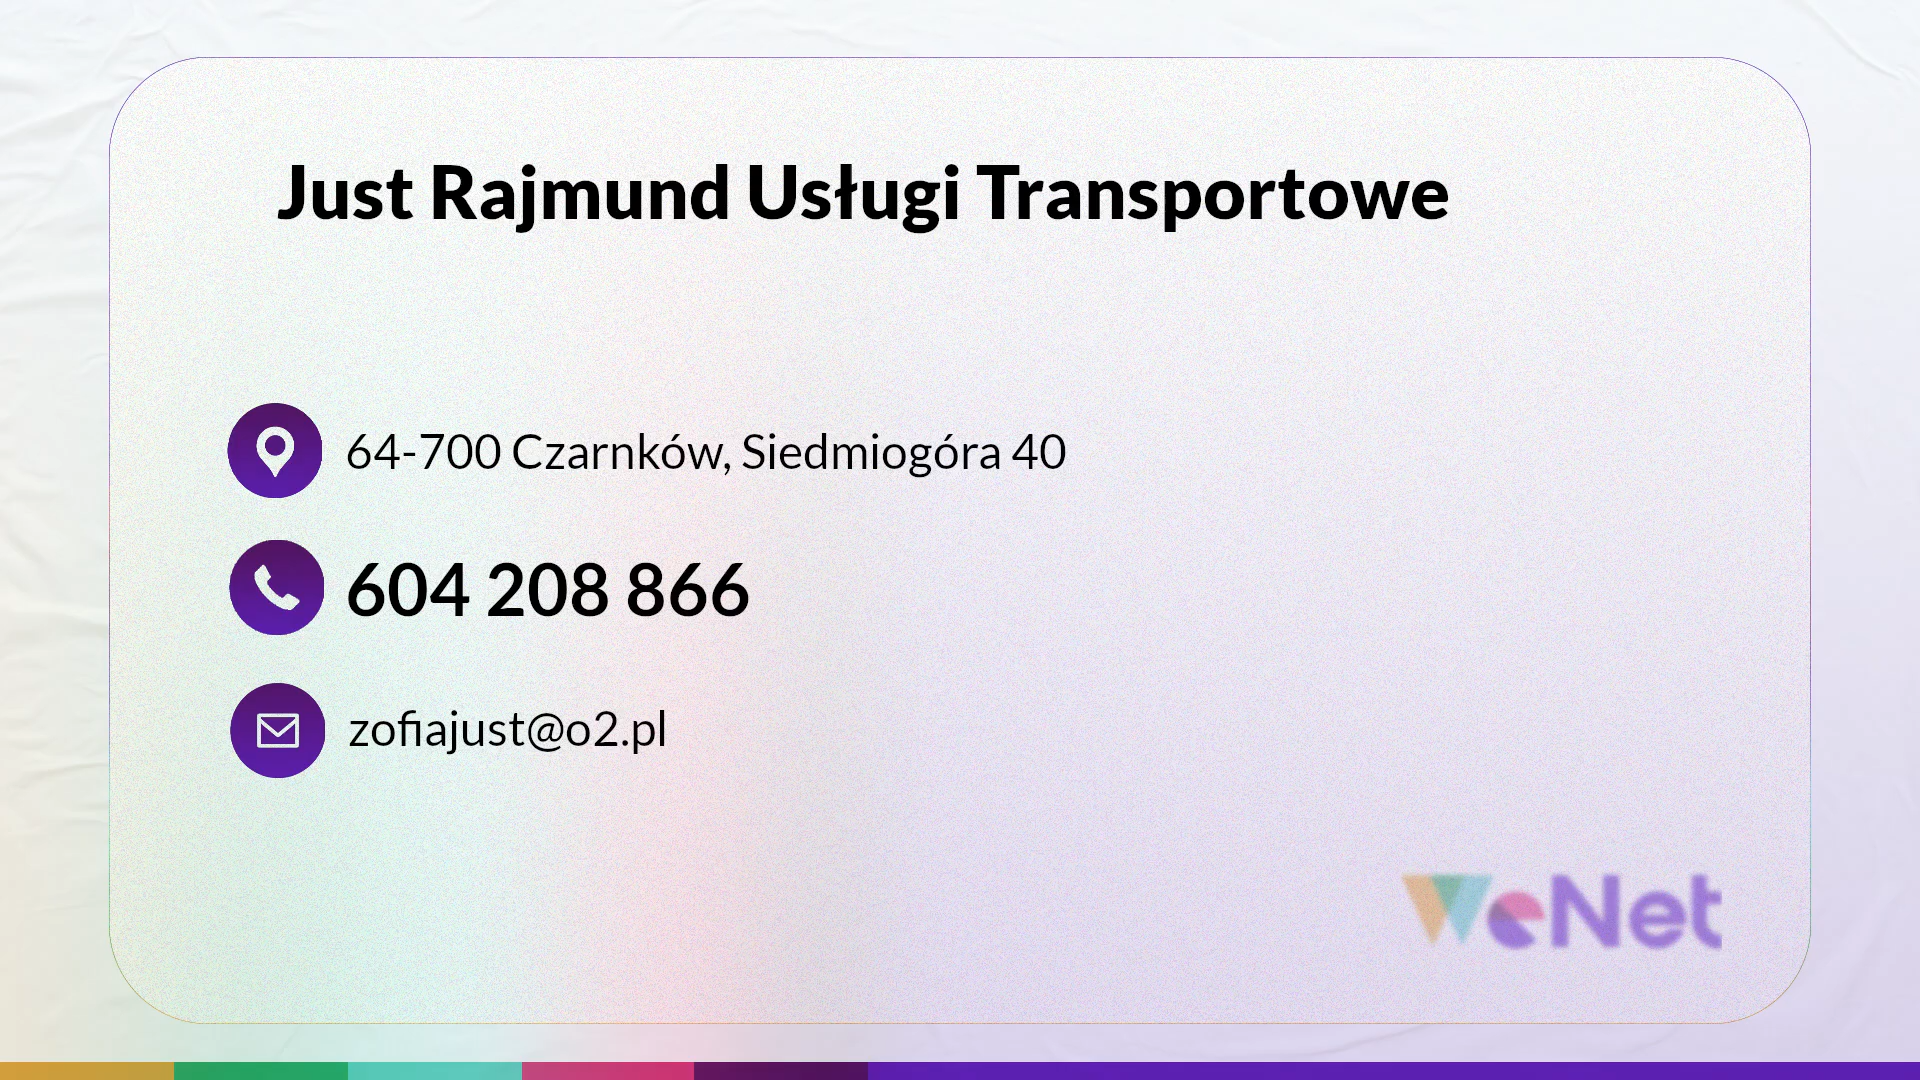 Just Rajmund Usługi Transportowe
64-700 Czarnków, Siedmiogóra 40
604 208 866
zofiajust@o2.pl
WeNet